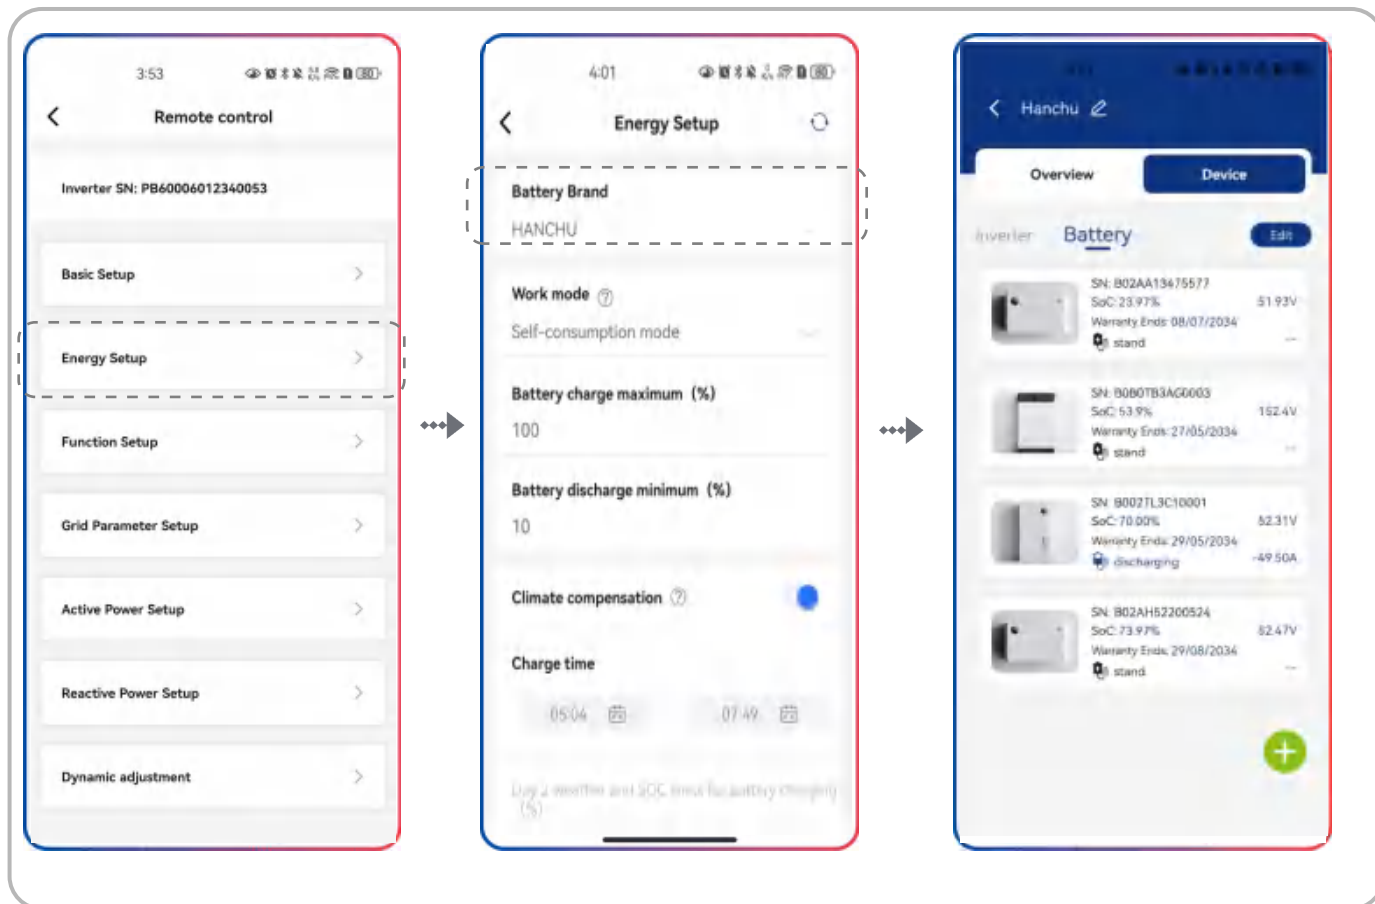 3:53
Remote control
Inverter SN: PB60006012340053
Basic Setup
Energy Setup
Function Setup
Grid Parameter Setup
Active Power Setup
Reactive Power Setup
Dynamic adjustment
4:01
Energy Setup
Battery Brand
HANCHU
Work mode
Self-consumption mode
Battery charge maximum (%)
100
Battery discharge minimum (%)
10
Climate compensation
Charge time
05:04 07:49
(%)
Hanchu
Overview Device
Inverter Battery Edit
SN: B02AA13475577
SoC: 23.97% 51.93V
Warranty Ends: 08/07/2034
stand --
SN: B0B0TB3AG0003
SoC: 53.9% 152.4V
Warranty Ends: 27/05/2034
stand --
SN: B002TL3C10001
SoC: 70.00% 52.31V
Warranty Ends: 29/05/2034
discharging -49.50A
SN: B02AH52200524
SoC: 73.97% 52.47V
Warranty Ends: 29/08/2034
stand --